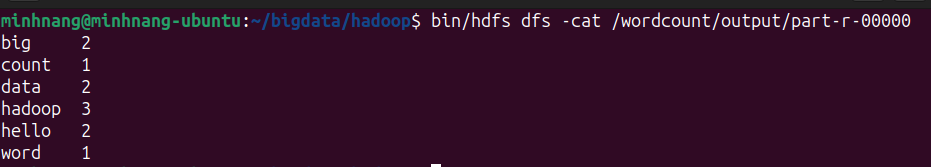 minhnang@minhnang-ubuntu:~/bigdata/hadoop$ bin/hdfs dfs -cat /wordcount/output/part-r-00000
big     2
count   1
data    2
hadoop  3
hello   2
word    1